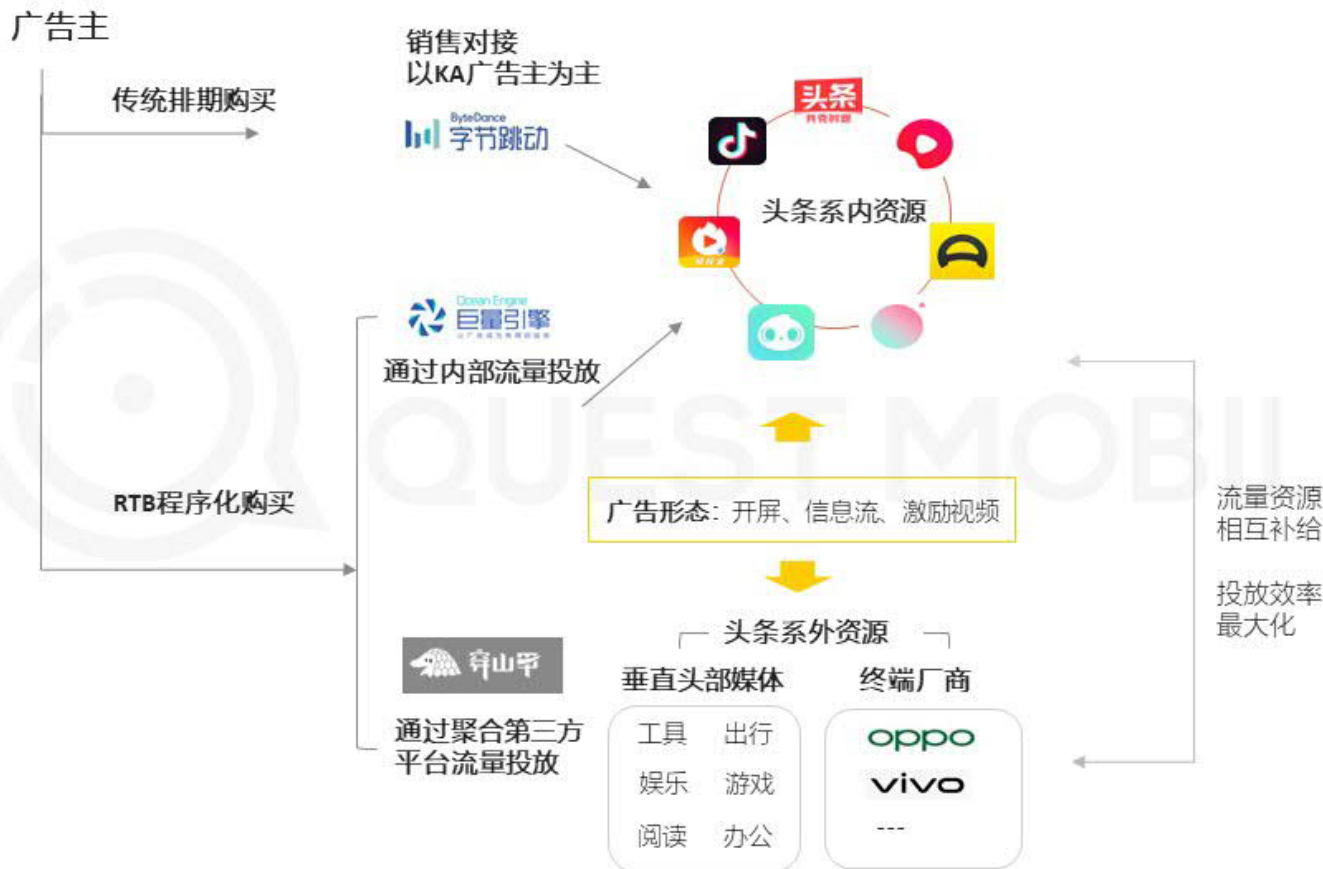 广告主
传统排期购买
销售对接
以KA广告主为主
ByteDance
字节跳动
头条
头条系内资源
Ocean Engine
巨量引擎
通过内部流量投放
QUEST MOBIL
RTB程序化购买
广告形态：开屏、信息流、激励视频
流量资源
相互补给
投放效率
最大化
头条系外资源
穿山甲
垂直头部媒体
终端厂商
通过聚合第三方
平台流量投放
工具 出行
娱乐 游戏
阅读 办公
oppo
vivo
---